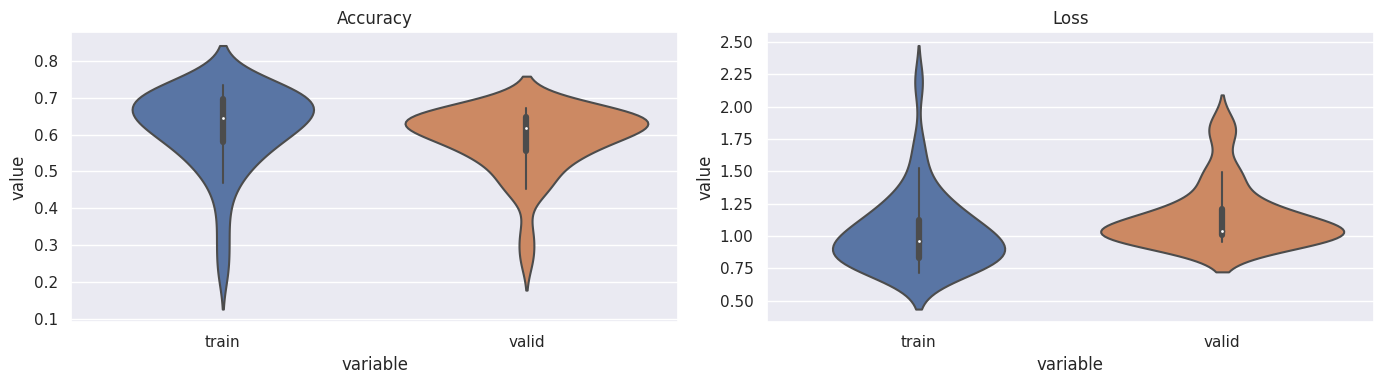 Accuracy
0.8
0.7
0.6
0.5
0.4
0.3
0.2
0.1
value
train
valid
variable
Loss
2.50
2.25
2.00
1.75
1.50
1.25
1.00
0.75
0.50
value
train
valid
variable